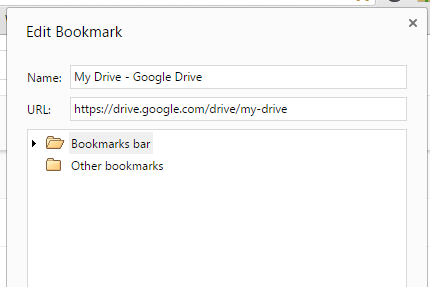 Edit Bookmark
Name: My Drive - Google Drive
URL: https://drive.google.com/drive/my-drive
Bookmarks bar
Other bookmarks